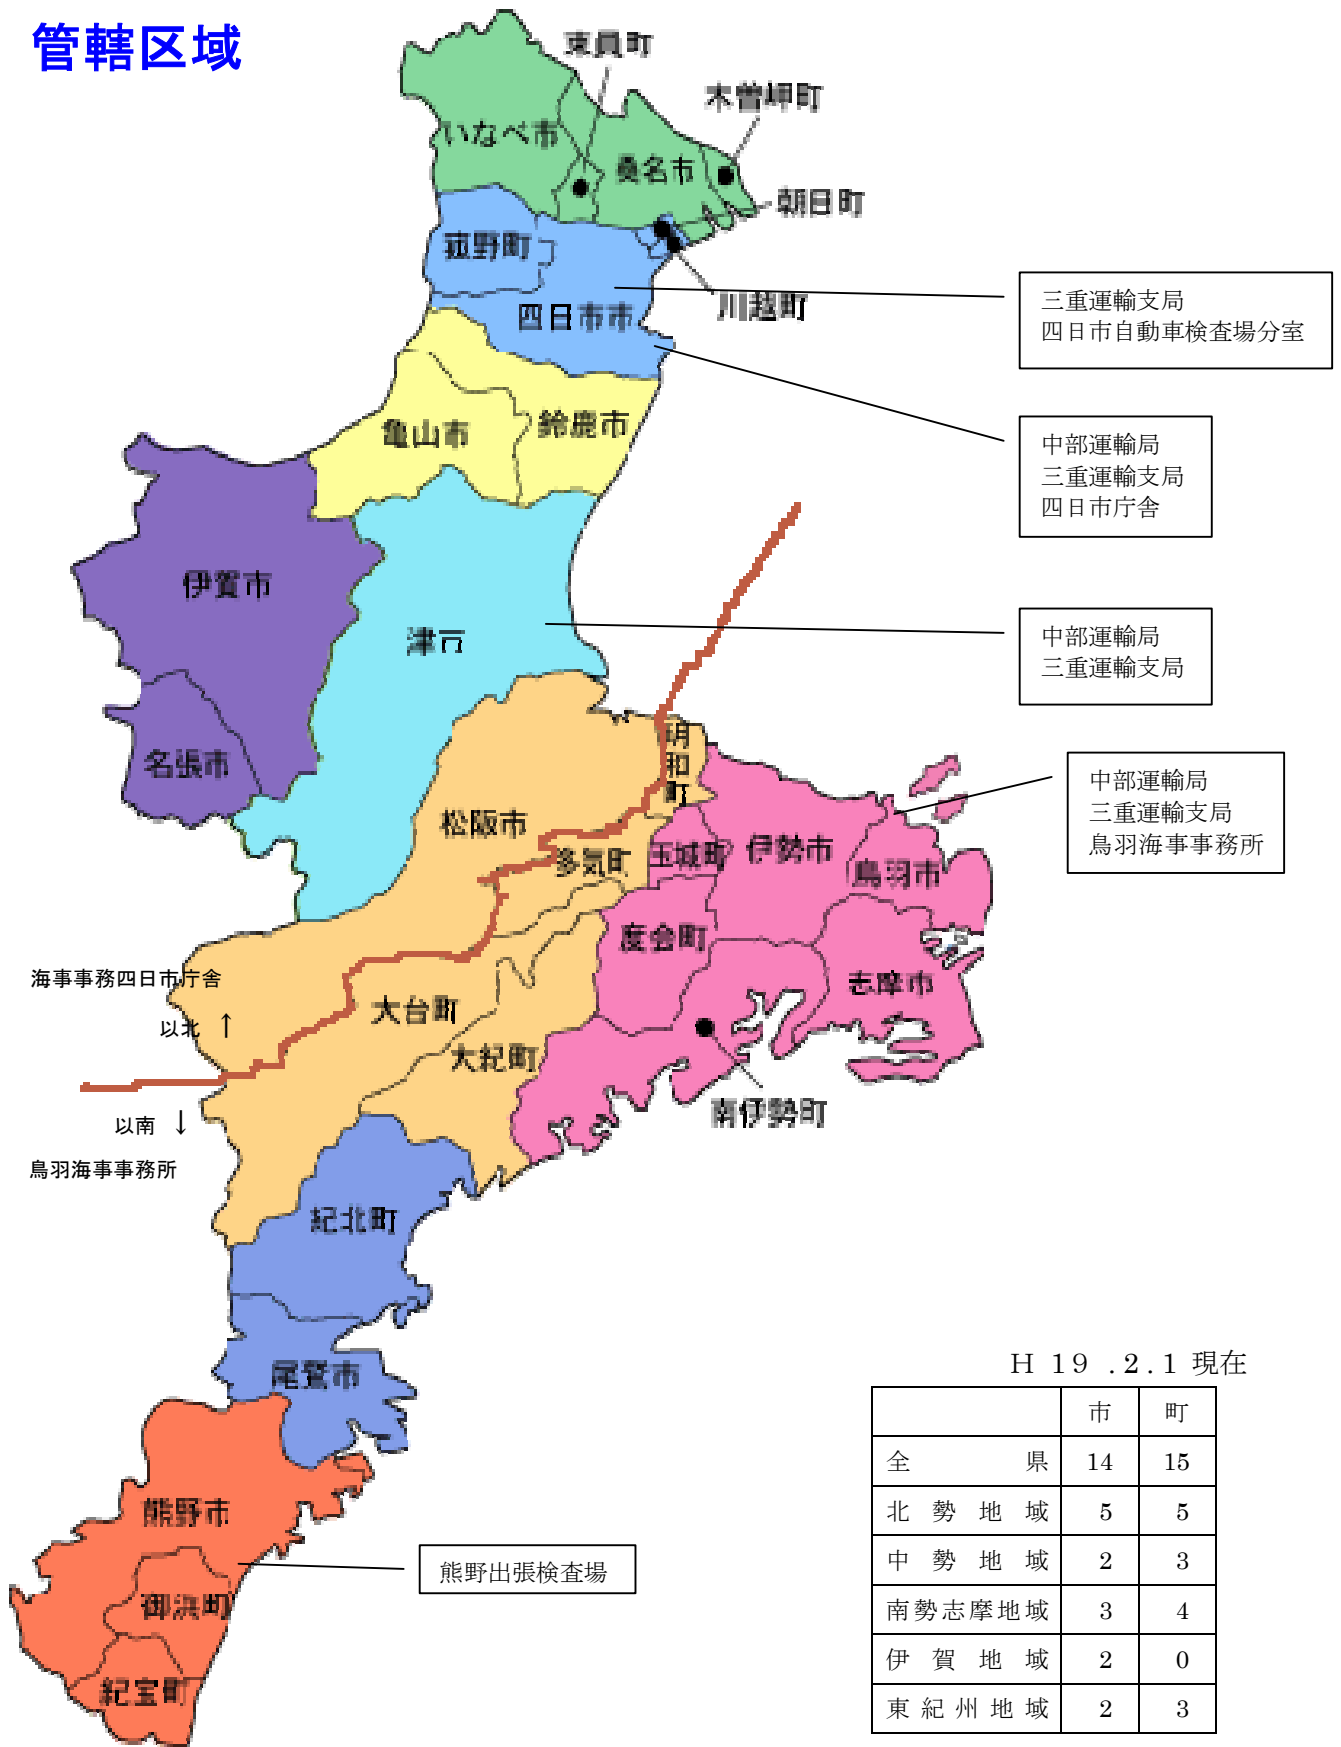 管轄区域
東員町
木曽岬町
いなべ市
桑名市
朝日町
菰野町
川越町
四日市市
三重運輸支局
四日市自動車検査場分室
亀山市
鈴鹿市
中部運輸局
三重運輸支局
四日市庁舎
伊賀市
津市
中部運輸局
三重運輸支局
名張市
明
和
町
中部運輸局
三重運輸支局
鳥羽海事事務所
松阪市
多気町
玉城町
伊勢市
鳥羽市
度会町
志摩市
海事事務四日市庁舎
以北 ↑
大台町
大紀町
以南 ↓
南伊勢町
鳥羽海事事務所
紀北町
尾鷲市
熊野市
熊野出張検査場
御浜町
紀宝町
H 19 .2.1 現在
市 町
全県 14 15
北勢地域 5 5
中勢地域 2 3
南勢志摩地域 3 4
伊賀地域 2 0
東紀州地域 2 3